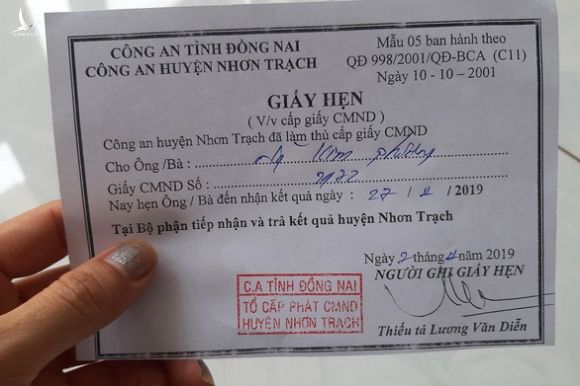 CÔNG AN TỈNH ĐỒNG NAI
CÔNG AN HUYỆN NHƠN TRẠCH
Mẫu 05 ban hành theo
QĐ 998/2001/QĐ-BCA (C11)
Ngày 10 - 10 - 2001
GIẤY HẸN
( V/v cấp giấy CMND )
Công an huyện Nhơn Trạch đã làm thủ cấp giấy CMND
Cho Ông /Bà : Kim Phương
Giấy CMND Số :
Nay hẹn Ông / Bà đến nhận kết quả ngày : 27 / 4 / 2019
Tại Bộ phận tiếp nhận và trả kết quả huyện Nhơn Trạch
Ngày 2 tháng 4 năm 2019
NGƯỜI GHI GIẤY HẸN
C.A TỈNH ĐỒNG NAI
TỔ CẤP PHÁT CMND
HUYỆN NHƠN TRẠCH
Thiếu tá Lương Văn Diễn